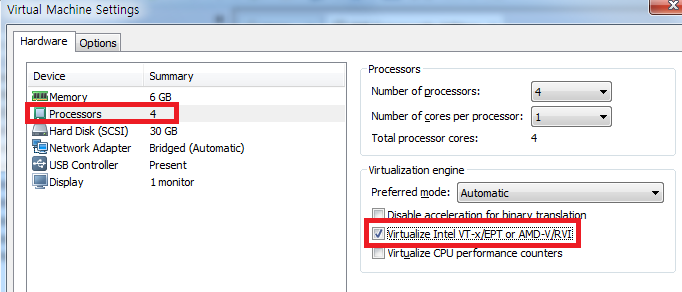 Virtual Machine Settings
Hardware Options
Device Summary
Memory 6 GB
Processors 4
Hard Disk (SCSI) 30 GB
Network Adapter Bridged (Automatic)
USB Controller Present
Display 1 monitor
Processors
Number of processors: 4
Number of cores per processor: 1
Total processor cores: 4
Virtualization engine
Preferred mode: Automatic
Disable acceleration for binary translation
Virtualize Intel VT-x/EPT or AMD-V/RVI
Virtualize CPU performance counters